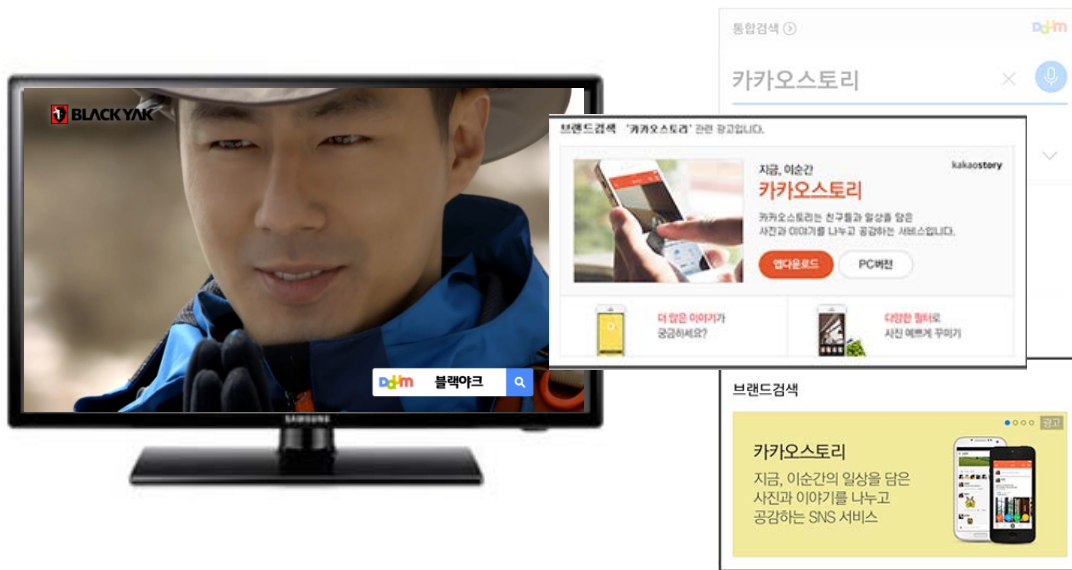 BLACK YAK
Daum 블랙야크
SAMSUNG
통합검색
Daum
카카오스토리
브랜드검색 '카카오스토리' 관련 광고입니다.
kakaostory
지금, 이순간
카카오스토리
카카오스토리는 친구들과 일상을 담은
사진과 이야기를 나누고 공감하는 서비스입니다.
앱다운로드
PC버전
더 많은 이야기가
궁금하세요?
다양한 필터로
사진 예쁘게 꾸미기
브랜드검색
광고
카카오스토리
지금, 이순간의 일상을 담은
사진과 이야기를 나누고
공감하는 SNS 서비스